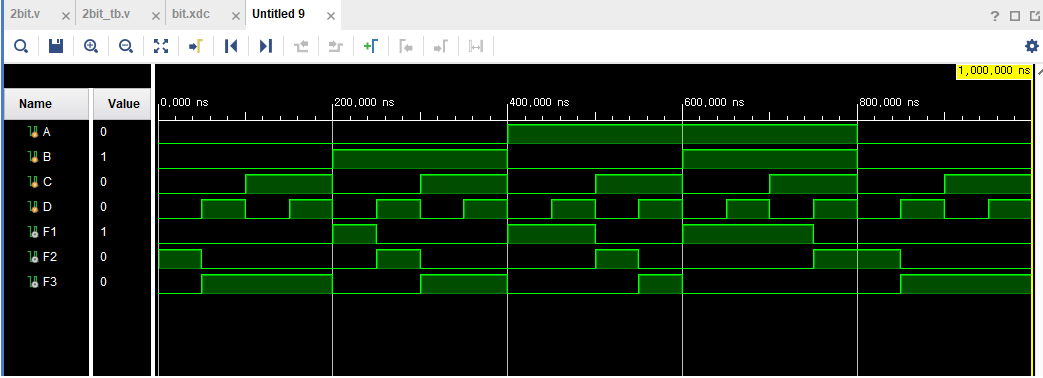 2bit.v × 2bit_tb.v × bit.xdc × Untitled 9 ×
?
1,000,000 ns
Name Value
0,000 ns 200,000 ns 400,000 ns 600,000 ns 800,000 ns
A 0
B 1
C 0
D 0
F1 1
F2 0
F3 0